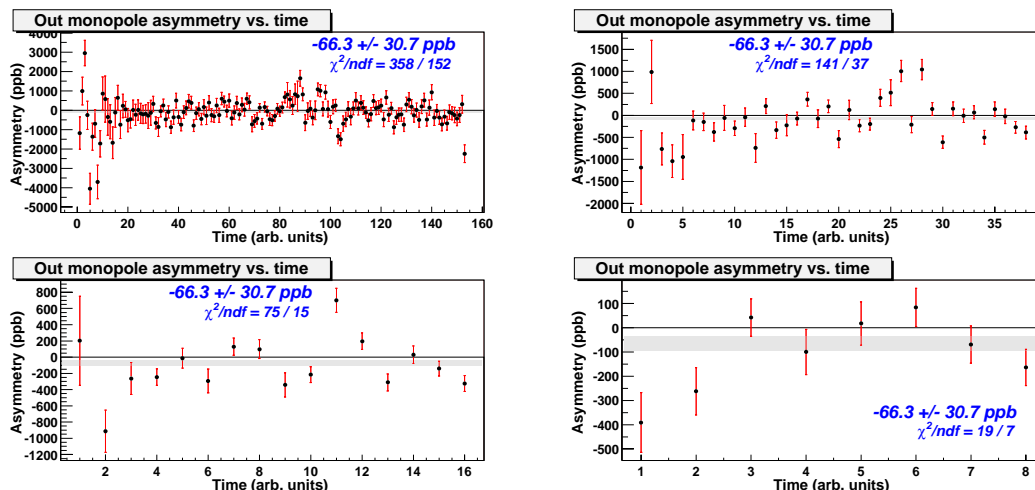 Out monopole asymmetry vs. time
-66.3 +/- 30.7 ppb
χ²/ndf = 358 / 152
Asymmetry (ppb)
4000
3000
2000
1000
0
-1000
-2000
-3000
-4000
-5000
0 20 40 60 80 100 120 140 160
Time (arb. units)
Out monopole asymmetry vs. time
-66.3 +/- 30.7 ppb
χ²/ndf = 141 / 37
Asymmetry (ppb)
1500
1000
500
0
-500
-1000
-1500
-2000
0 5 10 15 20 25 30 35
Time (arb. units)
Out monopole asymmetry vs. time
-66.3 +/- 30.7 ppb
χ²/ndf = 75 / 15
Asymmetry (ppb)
800
600
400
200
0
-200
-400
-600
-800
-1000
-1200
2 4 6 8 10 12 14 16
Time (arb. units)
Out monopole asymmetry vs. time
Asymmetry (ppb)
100
0
-100
-200
-300
-400
-500
-66.3 +/- 30.7 ppb
χ²/ndf = 19 / 7
1 2 3 4 5 6 7 8
Time (arb. units)